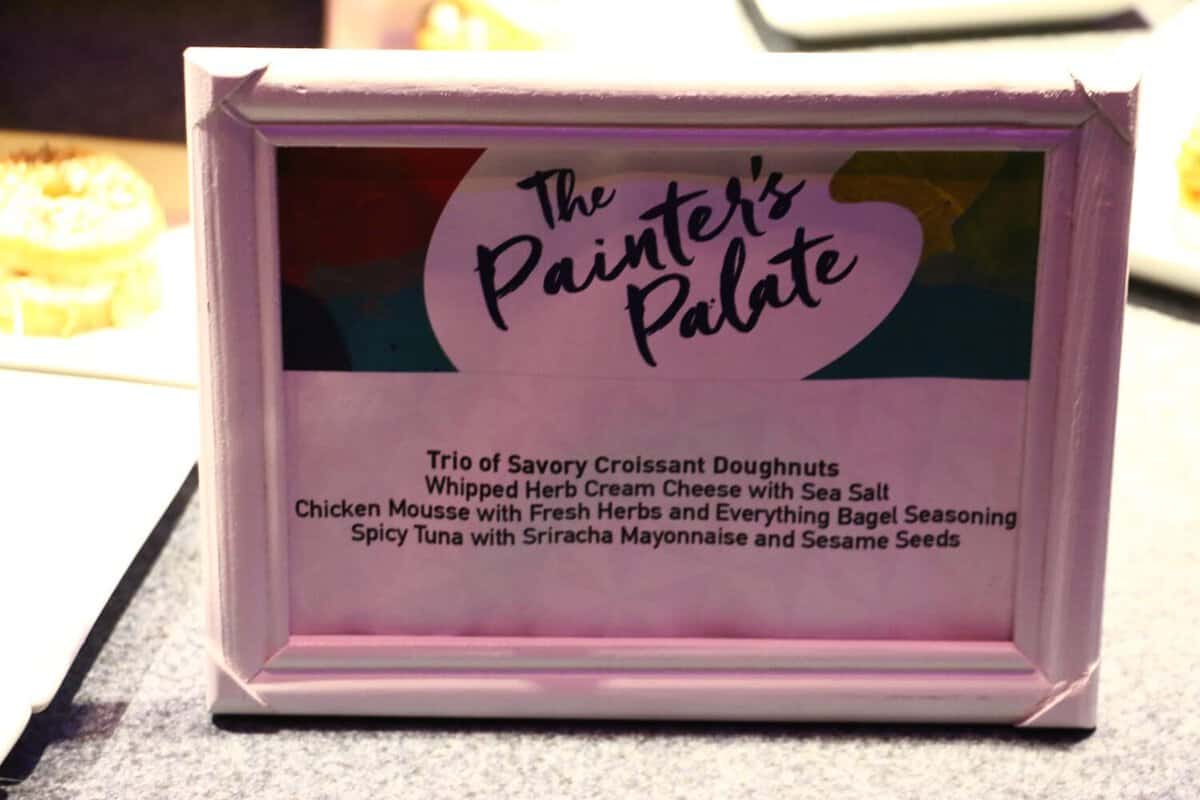 The
Painter's
Palate
Trio of Savory Croissant Doughnuts
Whipped Herb Cream Cheese with Sea Salt
Chicken Mousse with Fresh Herbs and Everything Bagel Seasoning
Spicy Tuna with Sriracha Mayonnaise and Sesame Seeds